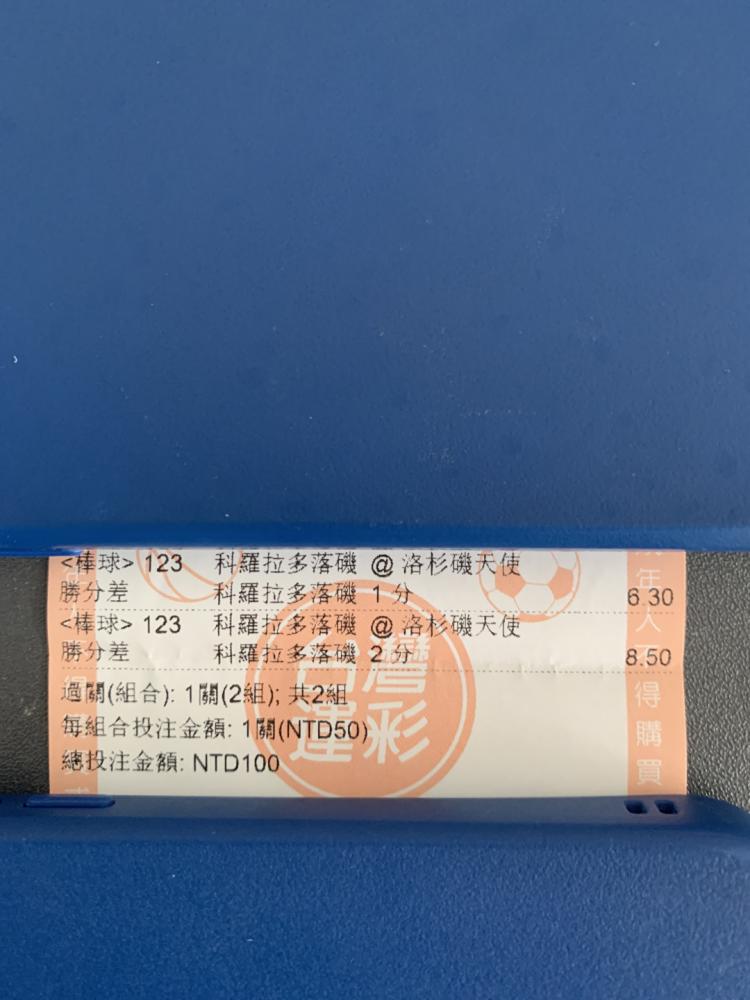 <棒球> 123 科羅拉多落磯 @ 洛杉磯天使
勝分差 科羅拉多落磯 1 分 6.30
<棒球> 123 科羅拉多落磯 @ 洛杉磯天使
勝分差 科羅拉多落磯 2 分 8.50
過關(組合): 1關(2組); 共2組
每組合投注金額: 1關(NTD50)
總投注金額: NTD100
台灣
運彩
年人
得購買